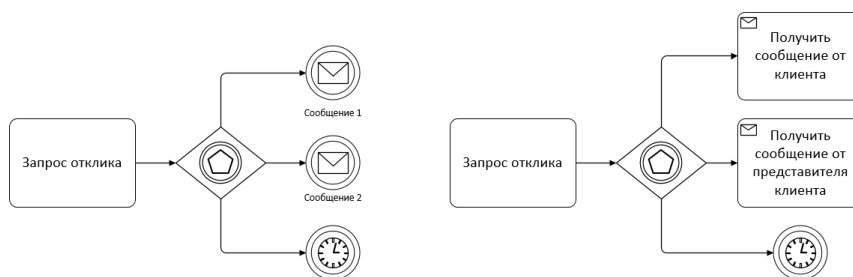 Запрос отклика
Сообщение 1
Сообщение 2
Запрос отклика
Получить
сообщение от
клиента
Получить
сообщение от
представителя
клиента